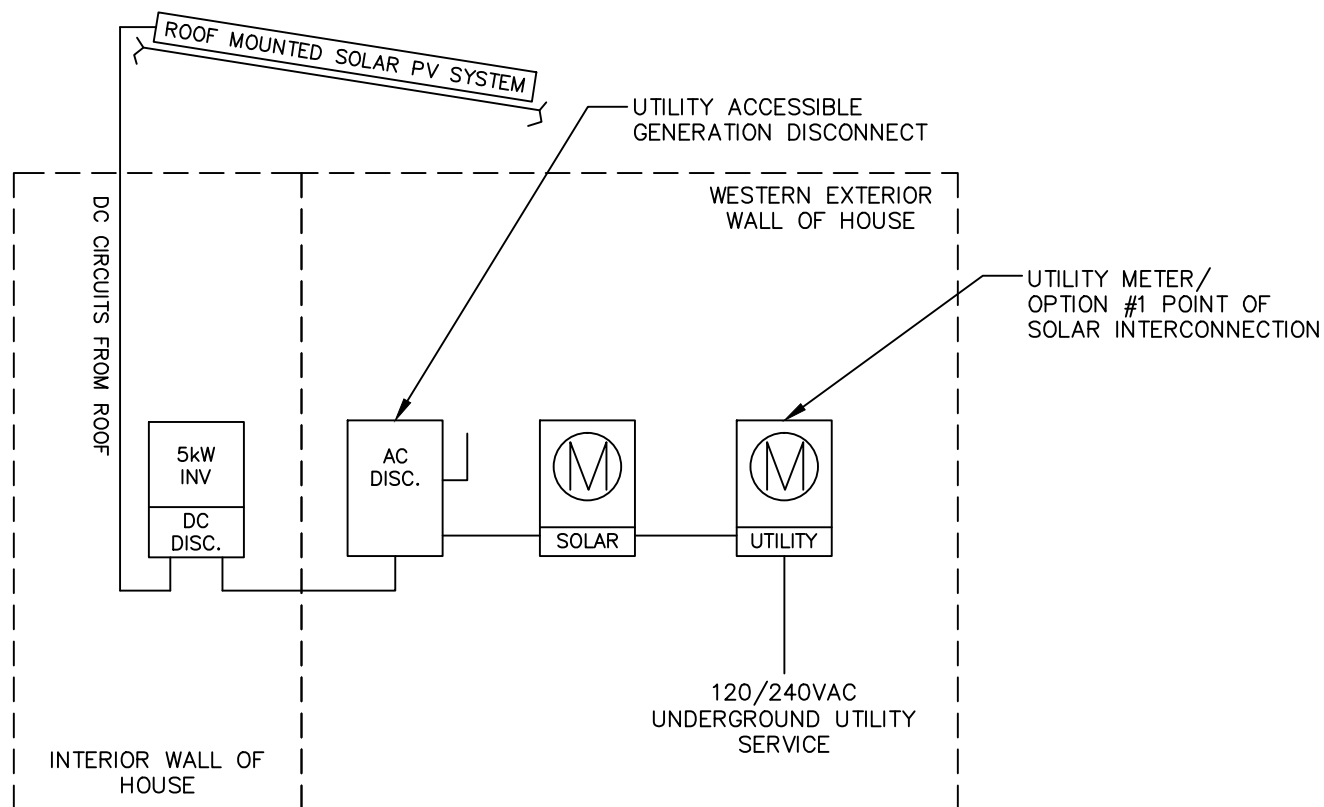 ROOF MOUNTED SOLAR PV SYSTEM
UTILITY ACCESSIBLE
GENERATION DISCONNECT
WESTERN EXTERIOR
WALL OF HOUSE
DC CIRCUITS FROM ROOF
UTILITY METER/
OPTION #1 POINT OF
SOLAR INTERCONNECTION
5kW
INV
DC
DISC.
AC
DISC.
M
SOLAR
M
UTILITY
120/240VAC
UNDERGROUND UTILITY
SERVICE
INTERIOR WALL OF
HOUSE